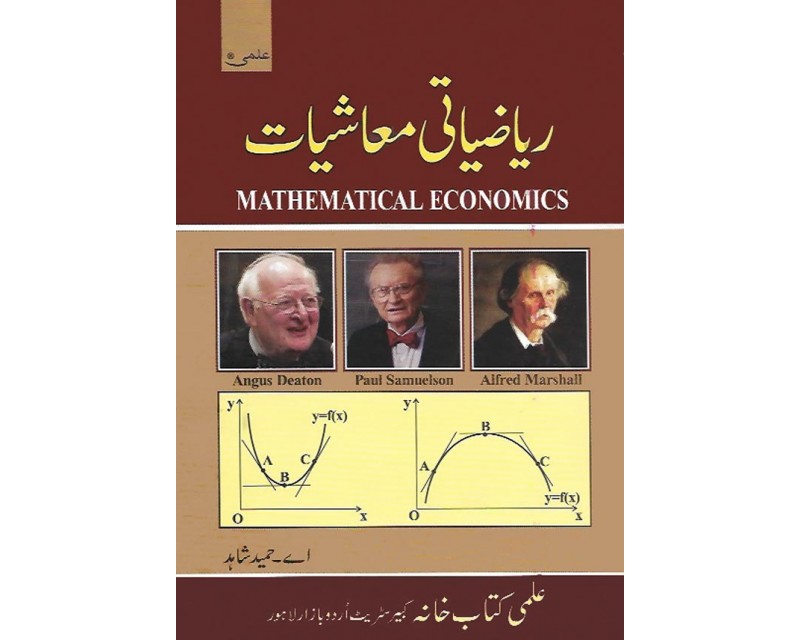 علمی®
ریاضیاتی معاشیات
MATHEMATICAL ECONOMICS
Angus Deaton Paul Samuelson Alfred Marshall
y y=f(x) A B C O x
y A B C y=f(x) O x
اے۔حمید شاہد
علمی کتاب خانہ کبیر سٹریٹ اُردو بازار لاہور